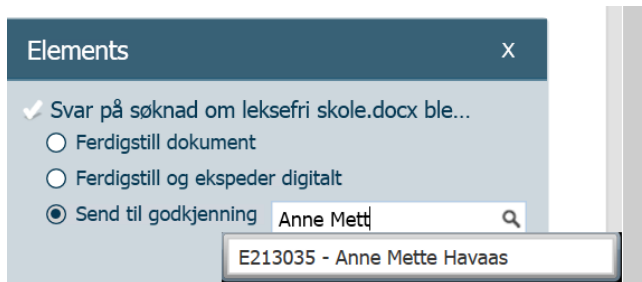 Elements X
Svar på søknad om leksefri skole.docx ble...
Ferdigstill dokument
Ferdigstill og ekspeder digitalt
Send til godkjenning Anne Mett
E213035 - Anne Mette Havaas